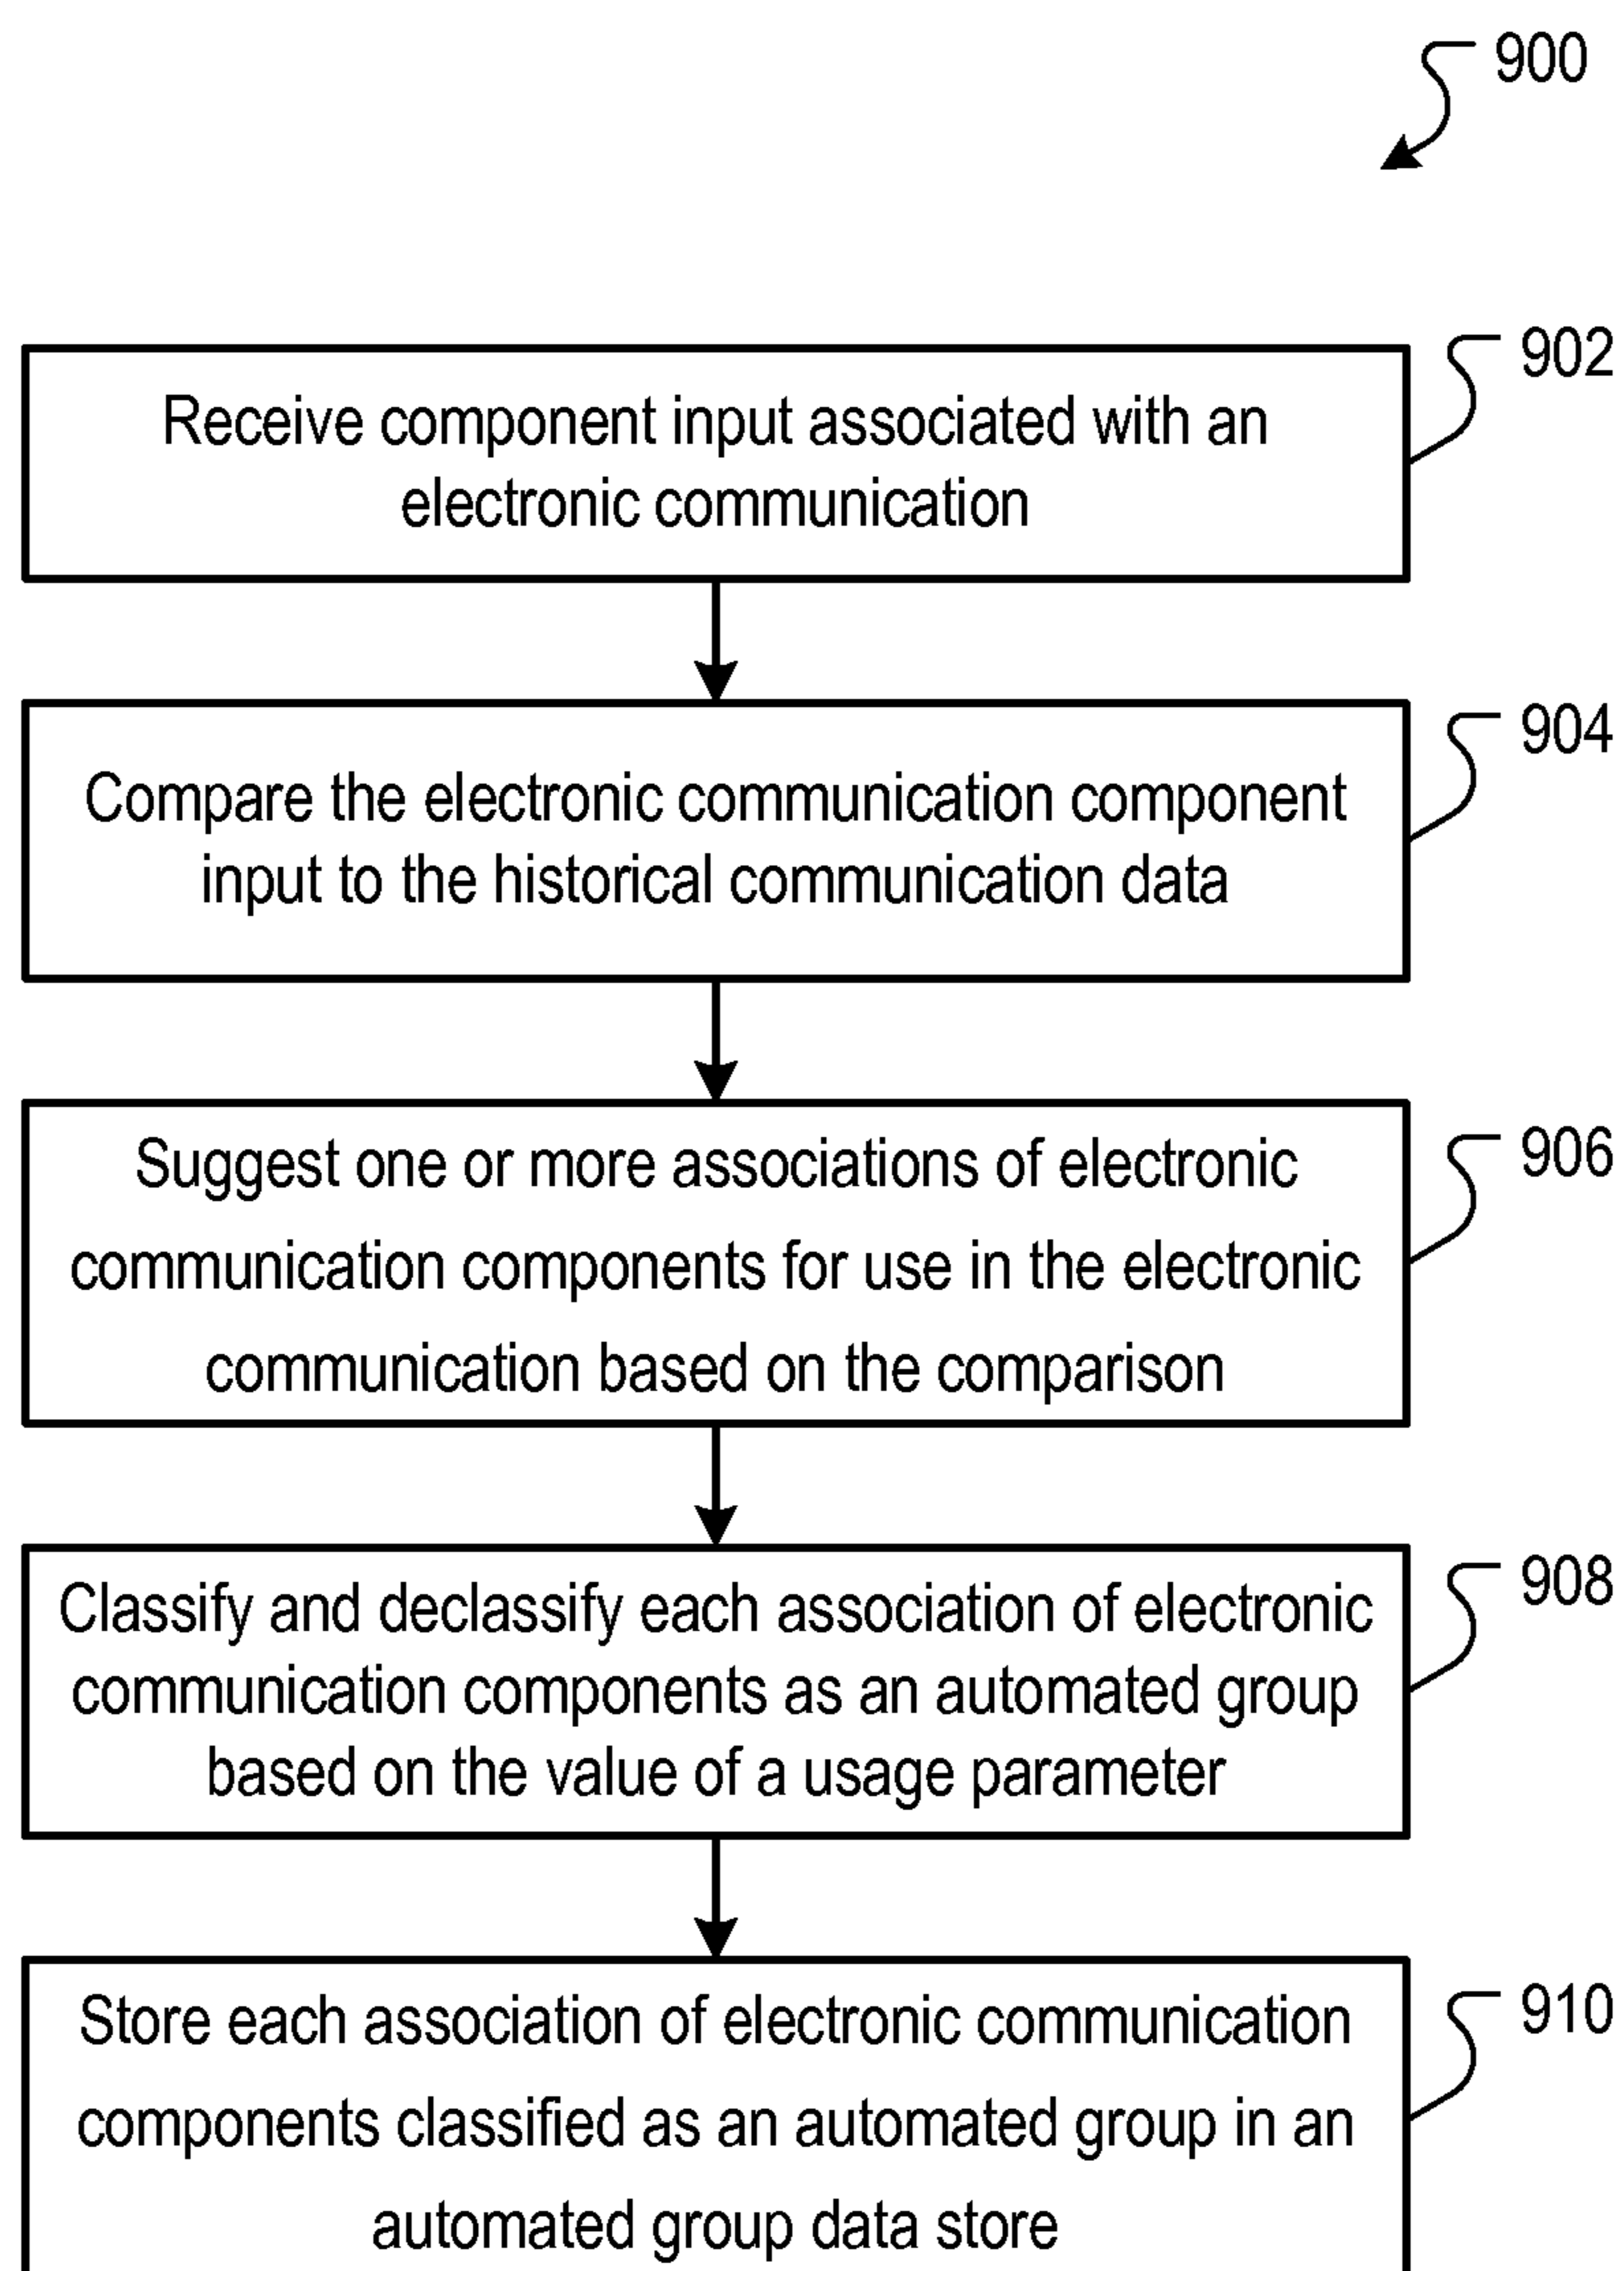 900
902
Receive component input associated with an
electronic communication
904
Compare the electronic communication component
input to the historical communication data
906
Suggest one or more associations of electronic
communication components for use in the electronic
communication based on the comparison
908
Classify and declassify each association of electronic
communication components as an automated group
based on the value of a usage parameter
910
Store each association of electronic communication
components classified as an automated group in an
automated group data store